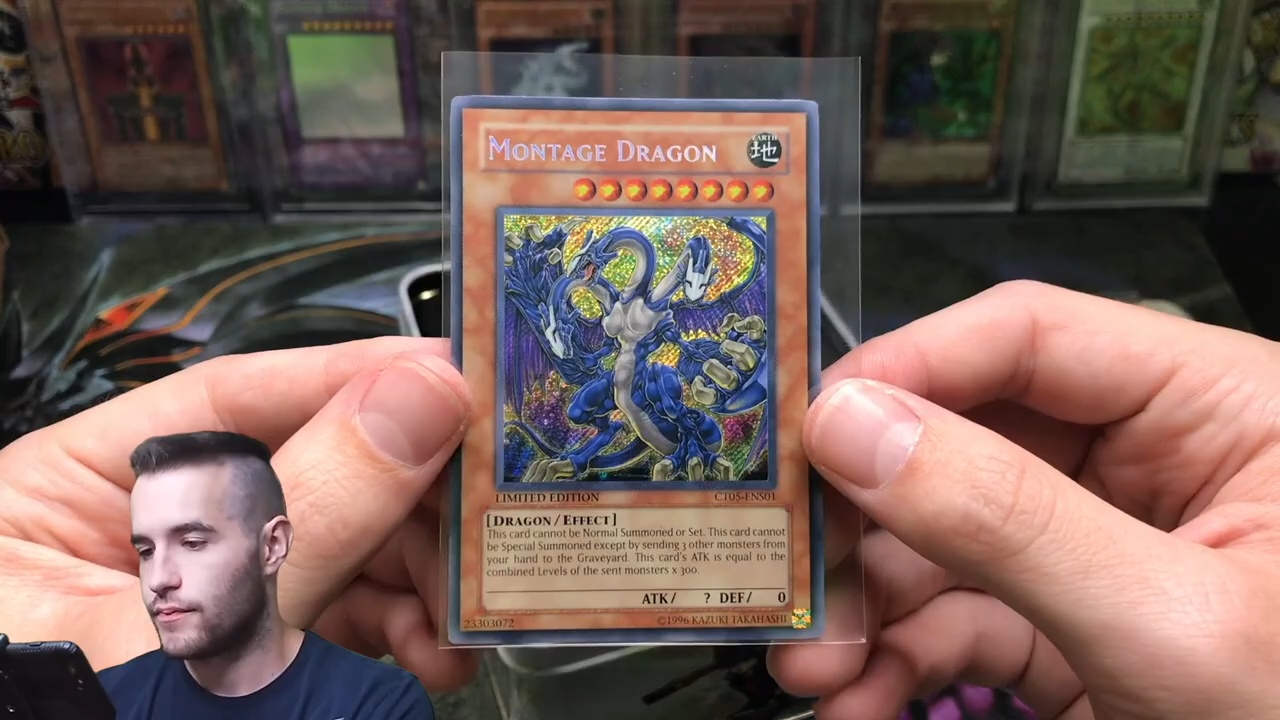 MONTAGE DRAGON
EARTH
地
LIMITED EDITION
CT05-ENS01
[DRAGON/EFFECT]
This card cannot be Normal Summoned or Set. This card cannot
be Special Summoned except by sending 3 other monsters from
your hand to the Graveyard. This card's ATK is equal to the
combined Levels of the sent monsters x 300.
ATK/ ? DEF/ 0
23303072
©1996 KAZUKI TAKAHASHI